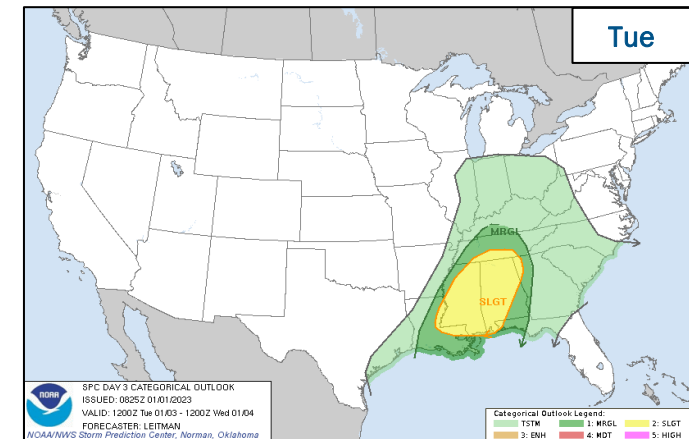 Tue
MRGL
SLGT
SPC DAY 3 CATEGORICAL OUTLOOK
ISSUED: 0825Z 01/01/2023
VALID: 1200Z Tue 01/03 - 1200Z Wed 01/04
FORECASTER: LEITMAN
NOAA/NWS Storm Prediction Center, Norman, Oklahoma
NOAA
Categorical Outlook Legend:
TSTM 1: MRGL 2: SLGT
3: ENH 4: MDT 5: HIGH